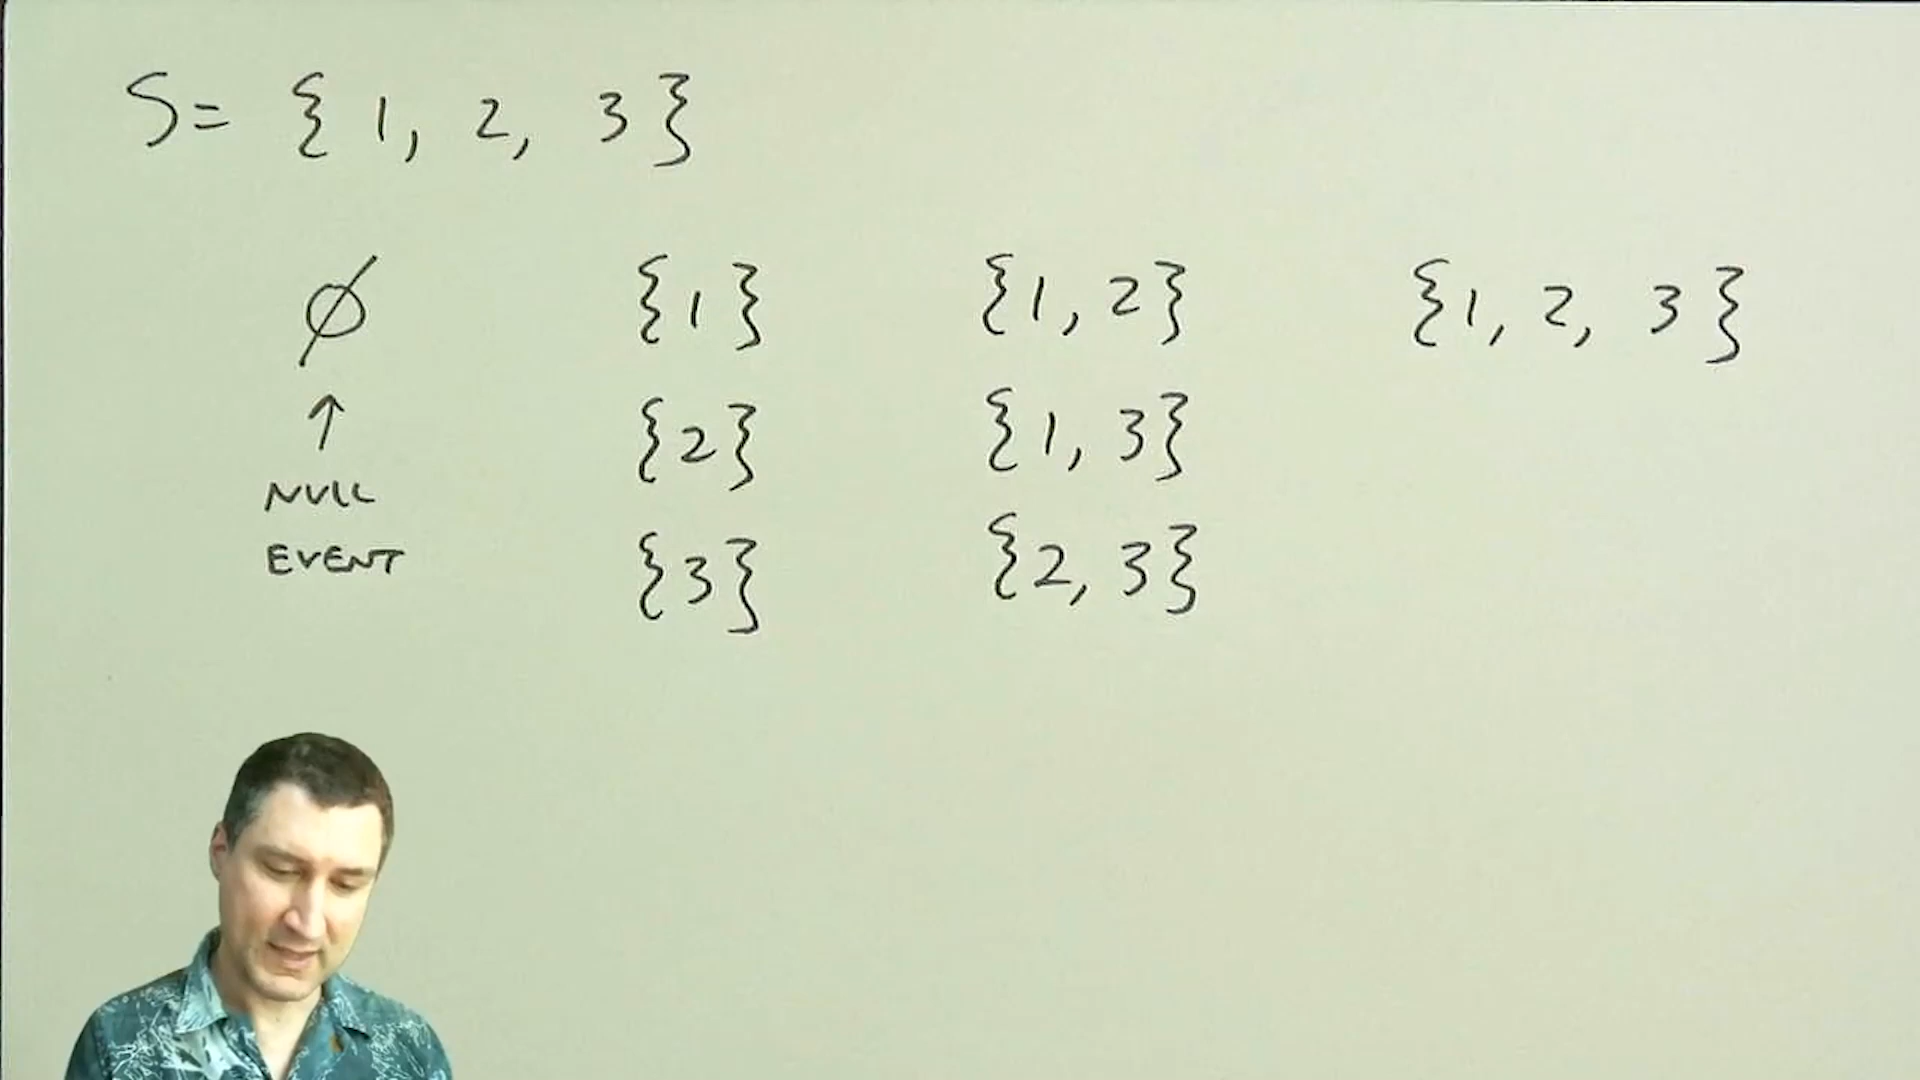 S = { 1, 2, 3 }
∅ {1} {1, 2} {1, 2, 3}
↑ {2} {1, 3}
NULL
EVENT {3} {2, 3}